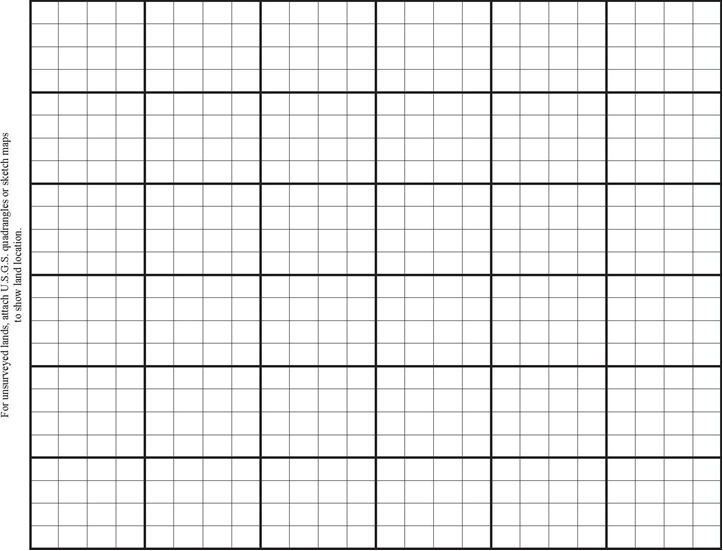 For unsurveyed lands, attach U.S.G.S. quadrangles or sketch maps
to show land location.